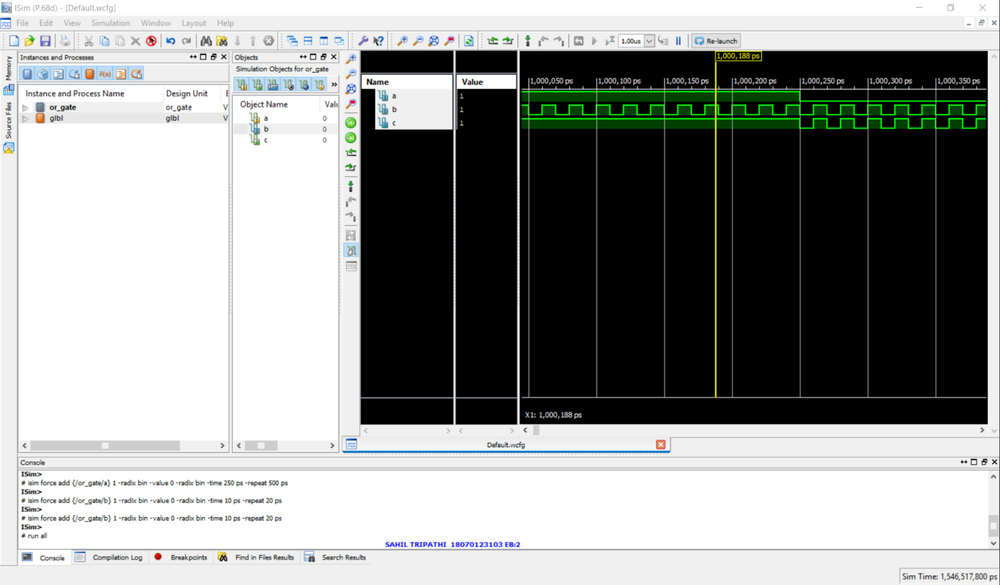 ISim (P.68d) - [Default.wcfg]
File Edit View Simulation Window Layout Help
1.00us Re-launch
Memory
Source Files
Instances and Processes
Instance and Process Name Design Unit
or_gate or_gate V
glbl glbl V
Objects
Simulation Objects for or_gate
Object Name Valu
a 0
b 0
c 0
Name Value
a 1
b 1
c 1
1,000,188 ps
1,000,050 ps 1,000,100 ps 1,000,150 ps 1,000,200 ps 1,000,250 ps 1,000,300 ps 1,000,350 ps
X1: 1,000,188 ps
Default.wcfg
Console
ISim>
# isim force add {/or_gate/a} 1 -radix bin -value 0 -radix bin -time 250 ps -repeat 500 ps
ISim>
# isim force add {/or_gate/b} 1 -radix bin -value 0 -radix bin -time 10 ps -repeat 20 ps
ISim>
# isim force add {/or_gate/b} 1 -radix bin -value 0 -radix bin -time 10 ps -repeat 20 ps
ISim>
# run all
SAHIL TRIPATHI 18070123103 EB:2
Console Compilation Log Breakpoints Find in Files Results Search Results
Sim Time: 1,546,517,800 ps